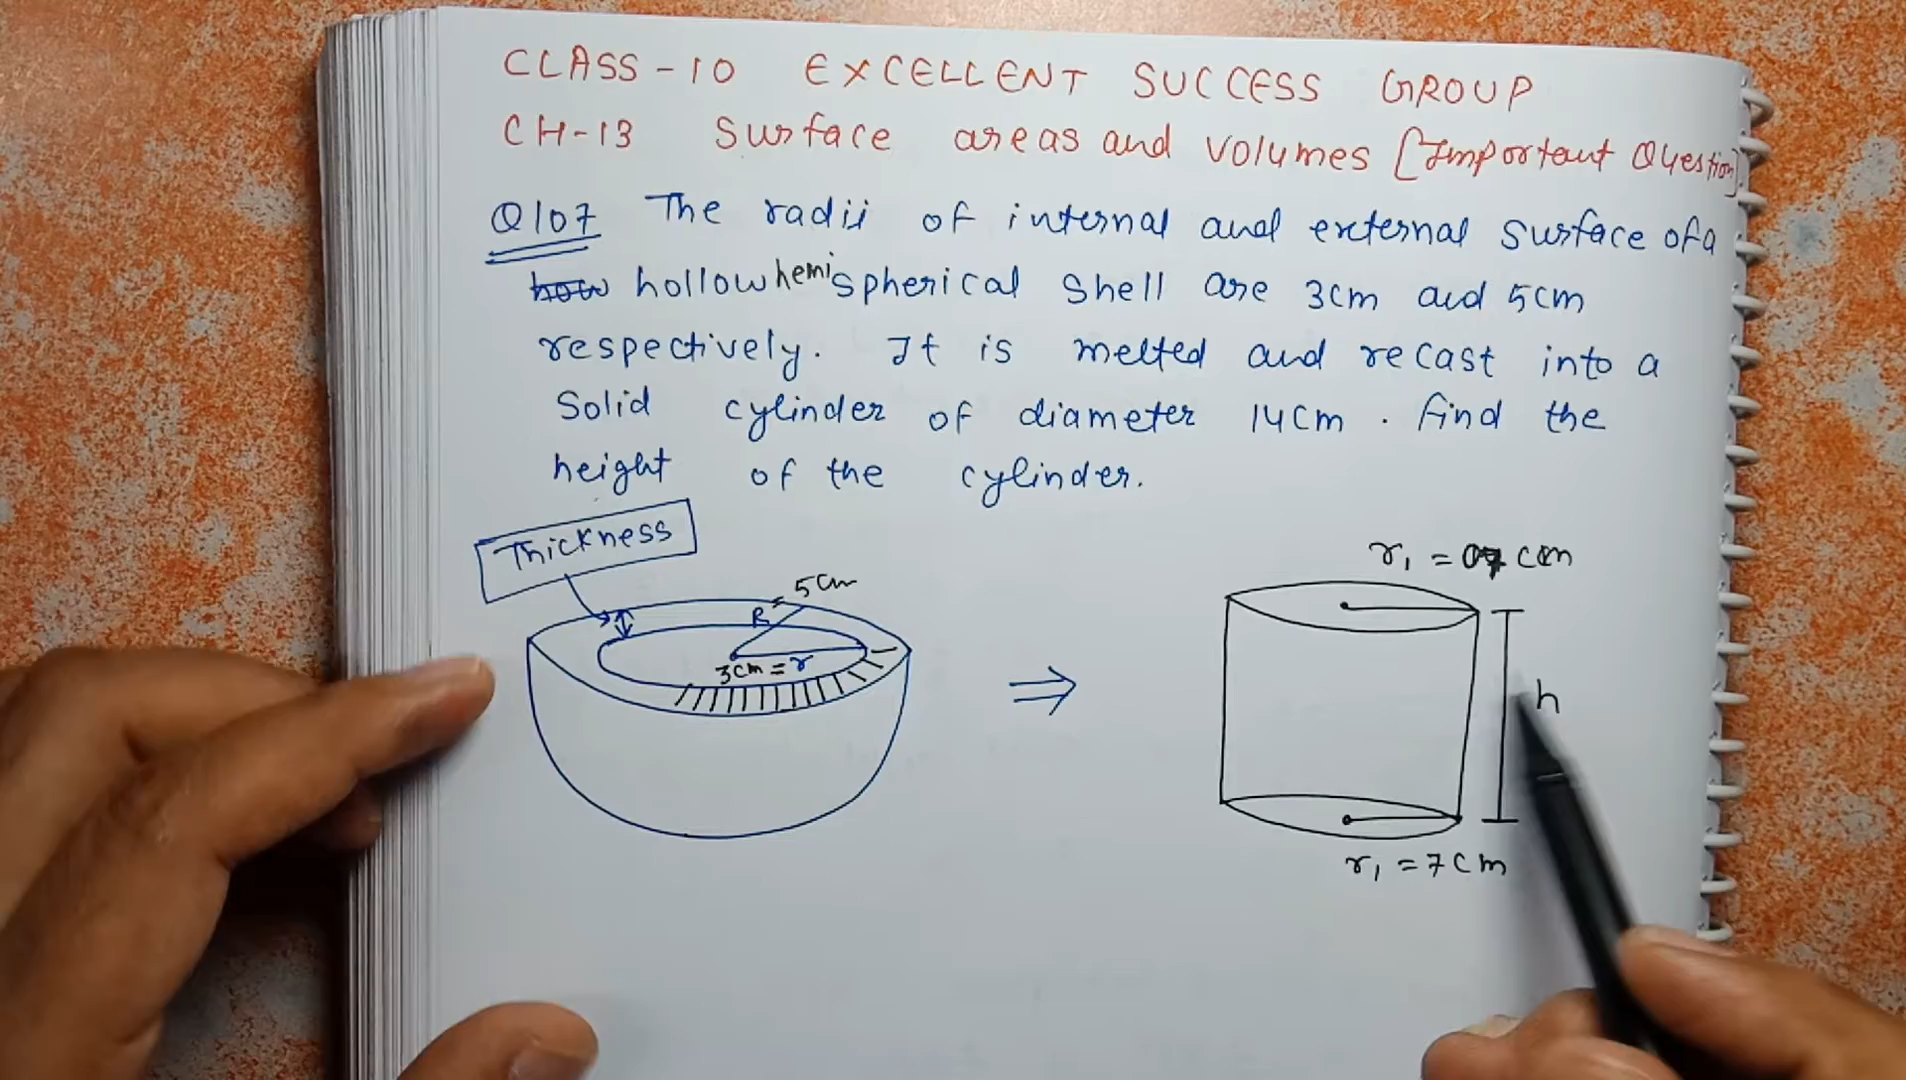 CLASS-10 EXCELLENT SUCCESS GROUP
CH-13 Surface areas and volumes [Important Question]
Q107 The radii of internal and external surface of a
how hollow hemispherical shell are 3cm and 5cm
respectively. It is melted and recast into a
Solid cylinder of diameter 14cm. find the
height of the cylinder.
Thickness
R = 5cm
3cm = r
⇒
r₁ = 7cm
h
r₁ = 7cm